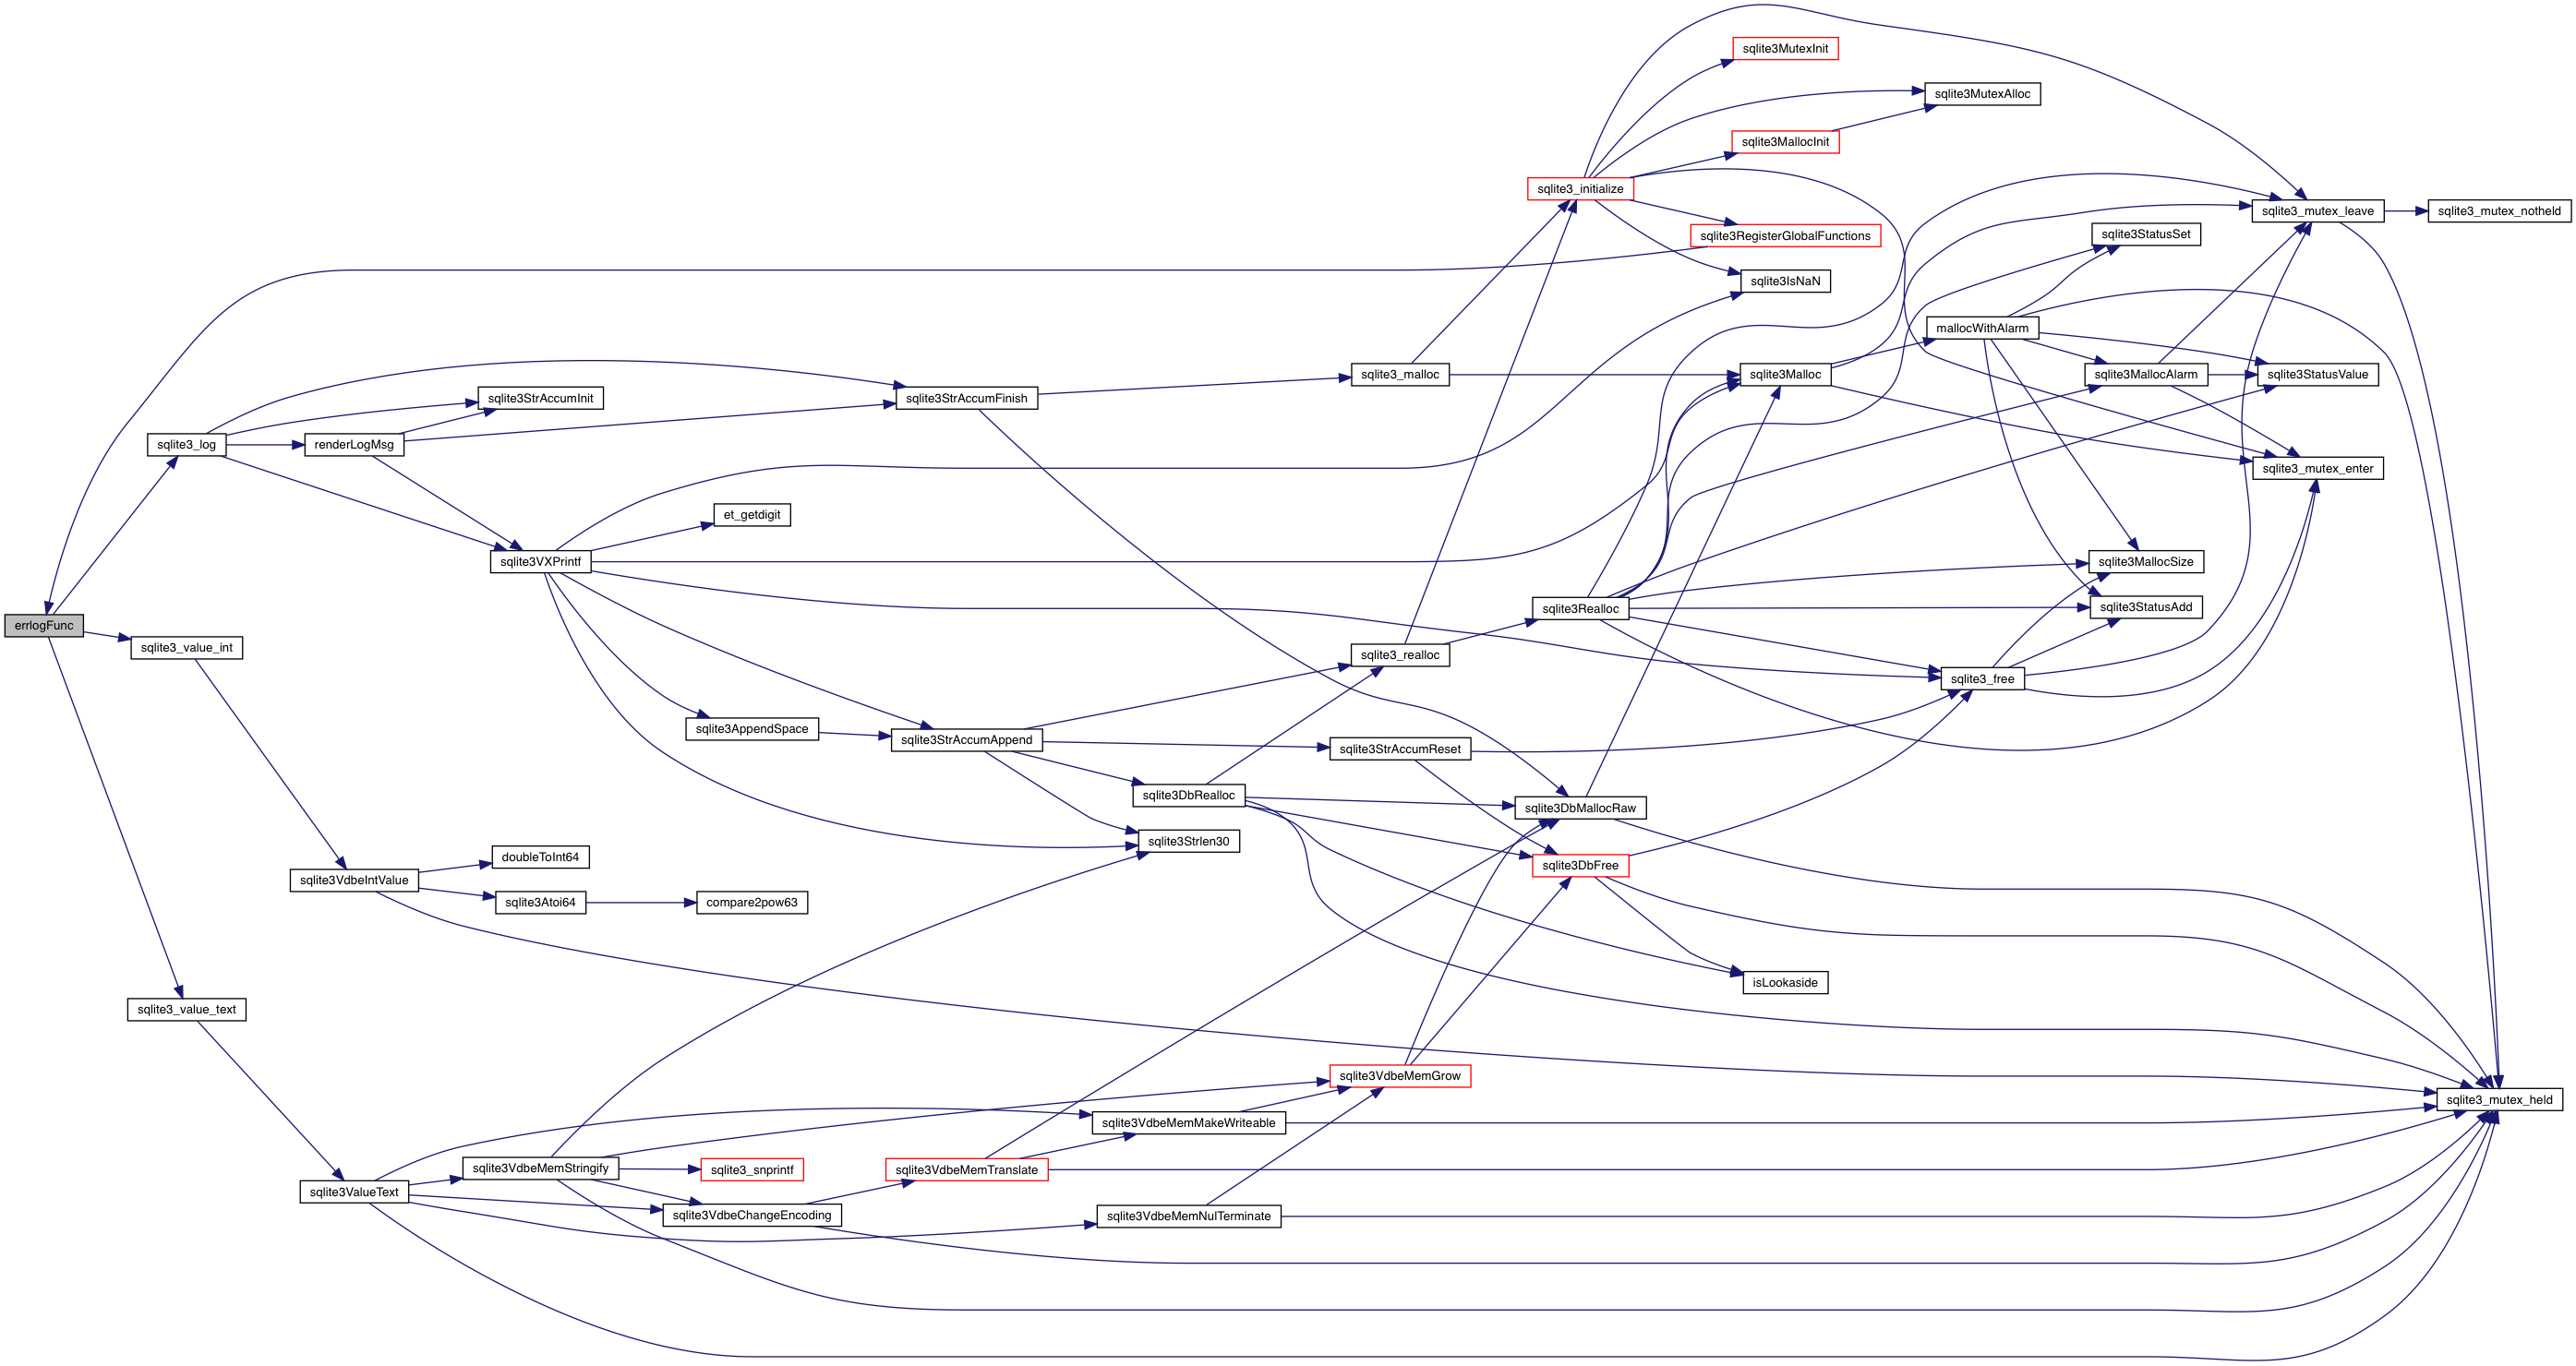 sqlite3MutexInit
sqlite3MutexAlloc
sqlite3MallocInit
sqlite3_initialize
sqlite3_mutex_leave
sqlite3_mutex_notheld
sqlite3StatusSet
sqlite3RegisterGlobalFunctions
sqlite3IsNaN
mallocWithAlarm
sqlite3_malloc
sqlite3Malloc
sqlite3MallocAlarm
sqlite3StatusValue
sqlite3StrAccumInit
sqlite3StrAccumFinish
sqlite3_log
renderLogMsg
sqlite3_mutex_enter
et_getdigit
sqlite3VXPrintf
sqlite3MallocSize
sqlite3Realloc
sqlite3StatusAdd
errlogFunc
sqlite3_value_int
sqlite3_realloc
sqlite3_free
sqlite3AppendSpace
sqlite3StrAccumAppend
sqlite3StrAccumReset
sqlite3DbRealloc
sqlite3DbMallocRaw
sqlite3Strlen30
doubleToInt64
sqlite3DbFree
sqlite3VdbeIntValue
sqlite3Atoi64
compare2pow63
isLookaside
sqlite3_value_text
sqlite3VdbeMemGrow
sqlite3_mutex_held
sqlite3VdbeMemMakeWriteable
sqlite3VdbeMemStringify
sqlite3_snprintf
sqlite3VdbeMemTranslate
sqlite3ValueText
sqlite3VdbeChangeEncoding
sqlite3VdbeMemNulTerminate